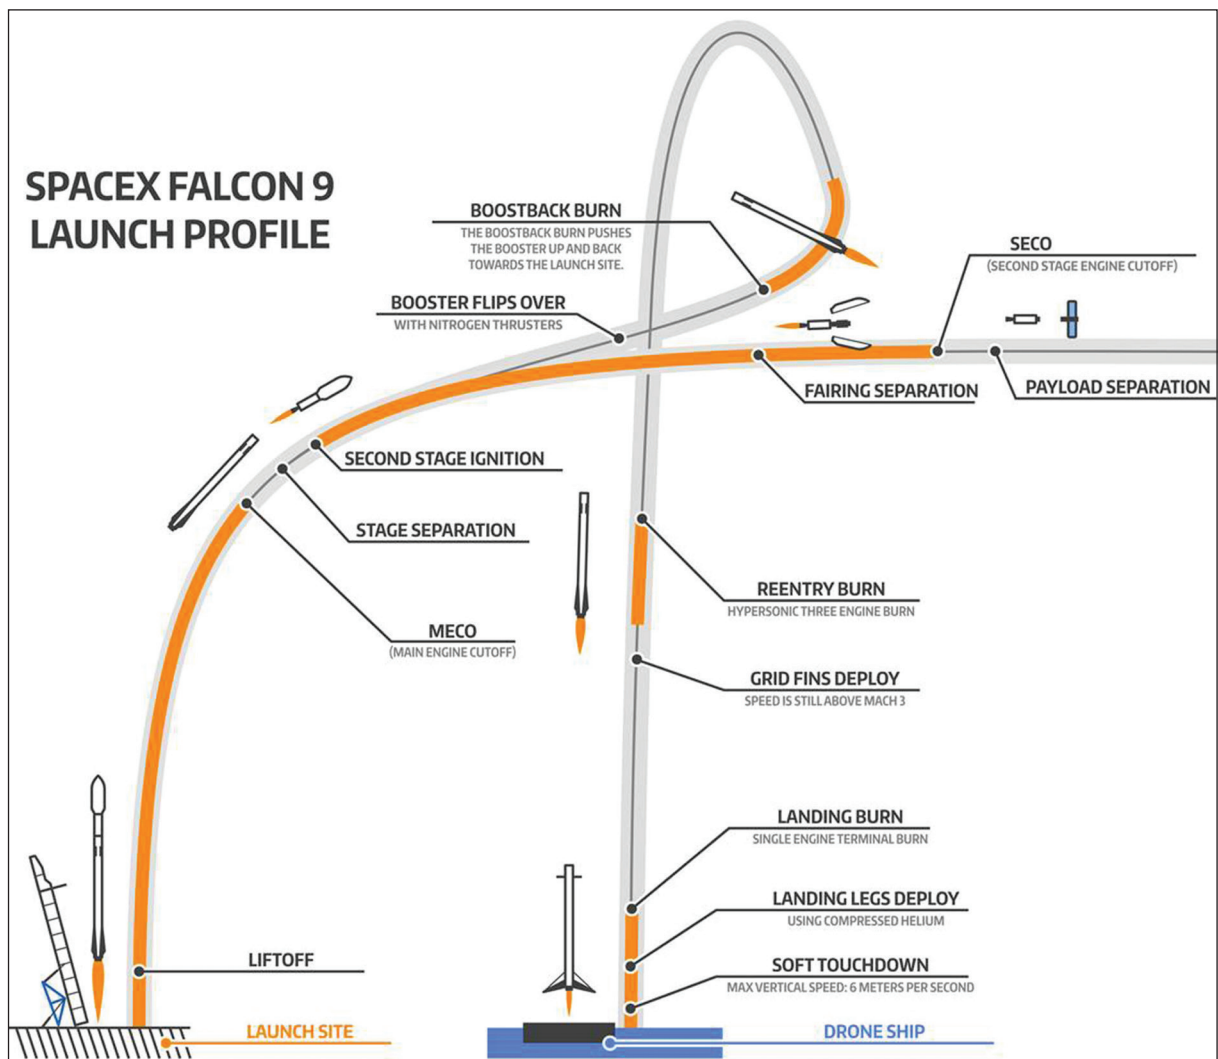 SPACEX FALCON 9
LAUNCH PROFILE
BOOSTBACK BURN
THE BOOSTBACK BURN PUSHES
THE BOOSTER UP AND BACK
TOWARDS THE LAUNCH SITE.
SECO
(SECOND STAGE ENGINE CUTOFF)
BOOSTER FLIPS OVER
WITH NITROGEN THRUSTERS
FAIRING SEPARATION
PAYLOAD SEPARATION
SECOND STAGE IGNITION
STAGE SEPARATION
MECO
(MAIN ENGINE CUTOFF)
REENTRY BURN
HYPERSONIC THREE ENGINE BURN
GRID FINS DEPLOY
SPEED IS STILL ABOVE MACH 3
LANDING BURN
SINGLE ENGINE TERMINAL BURN
LANDING LEGS DEPLOY
USING COMPRESSED HELIUM
LIFTOFF
SOFT TOUCHDOWN
MAX VERTICAL SPEED: 6 METERS PER SECOND
LAUNCH SITE
DRONE SHIP